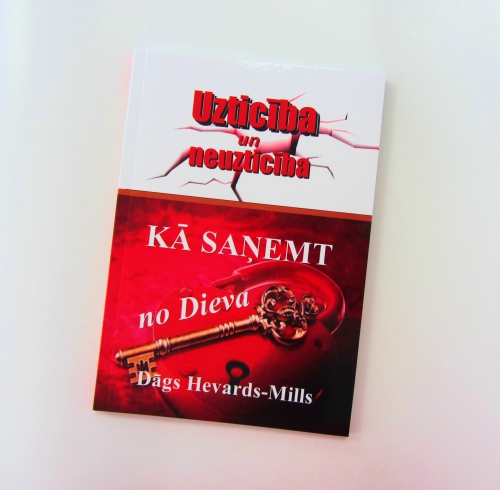 Uzticība
un
neuzticība
KĀ SAŅEMT
no Dieva
Dāgs Hevards-Mills